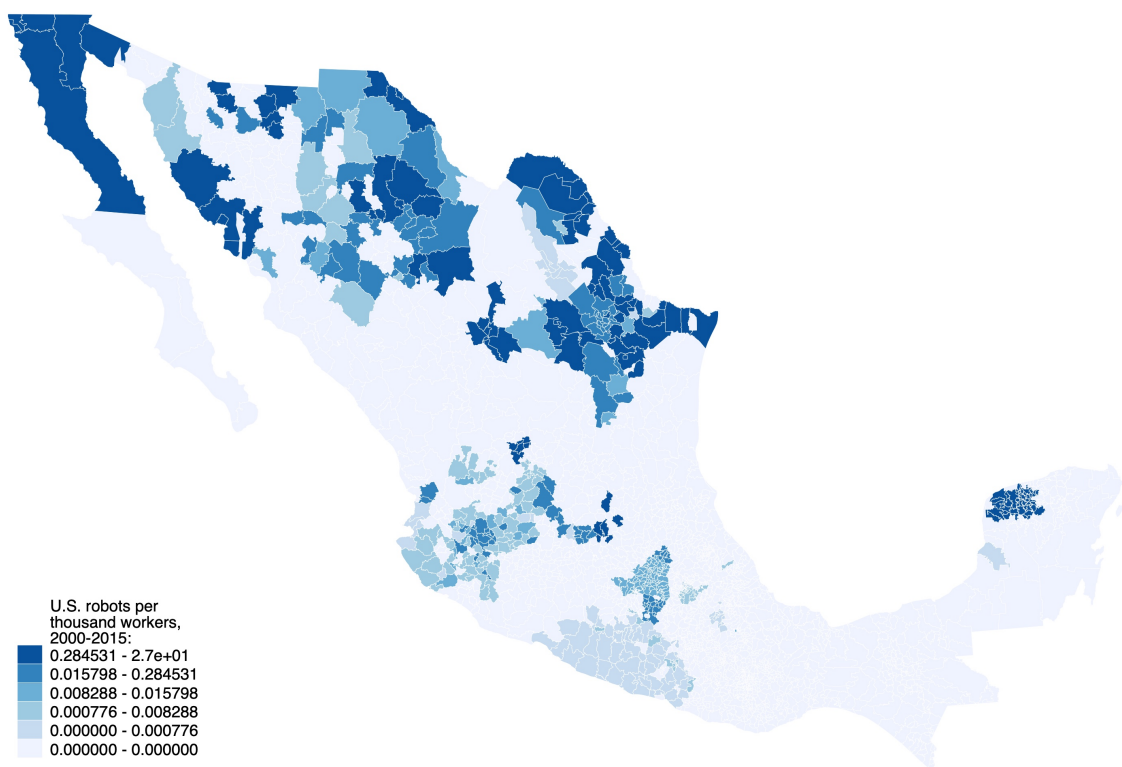 U.S. robots per
thousand workers,
2000-2015:
0.284531 - 2.7e+01
0.015798 - 0.284531
0.008288 - 0.015798
0.000776 - 0.008288
0.000000 - 0.000776
0.000000 - 0.000000